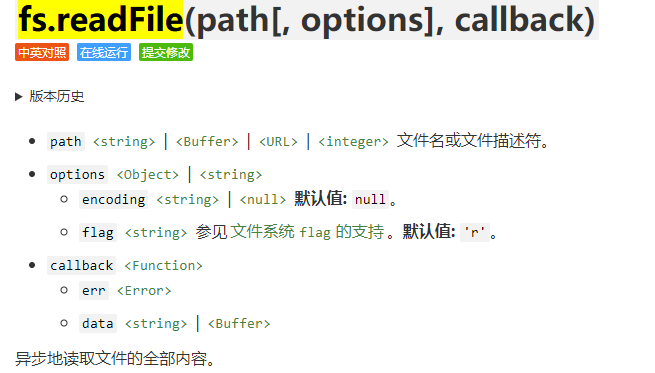 fs.readFile(path[, options], callback)
中英对照 在线运行 提交修改
▶ 版本历史
• path <string> | <Buffer> | <URL> | <integer> 文件名或文件描述符。
• options <Object> | <string>
◦ encoding <string> | <null> 默认值: null。
◦ flag <string> 参见文件系统 flag 的支持。默认值: 'r'。
• callback <Function>
◦ err <Error>
◦ data <string> | <Buffer>
异步地读取文件的全部内容。